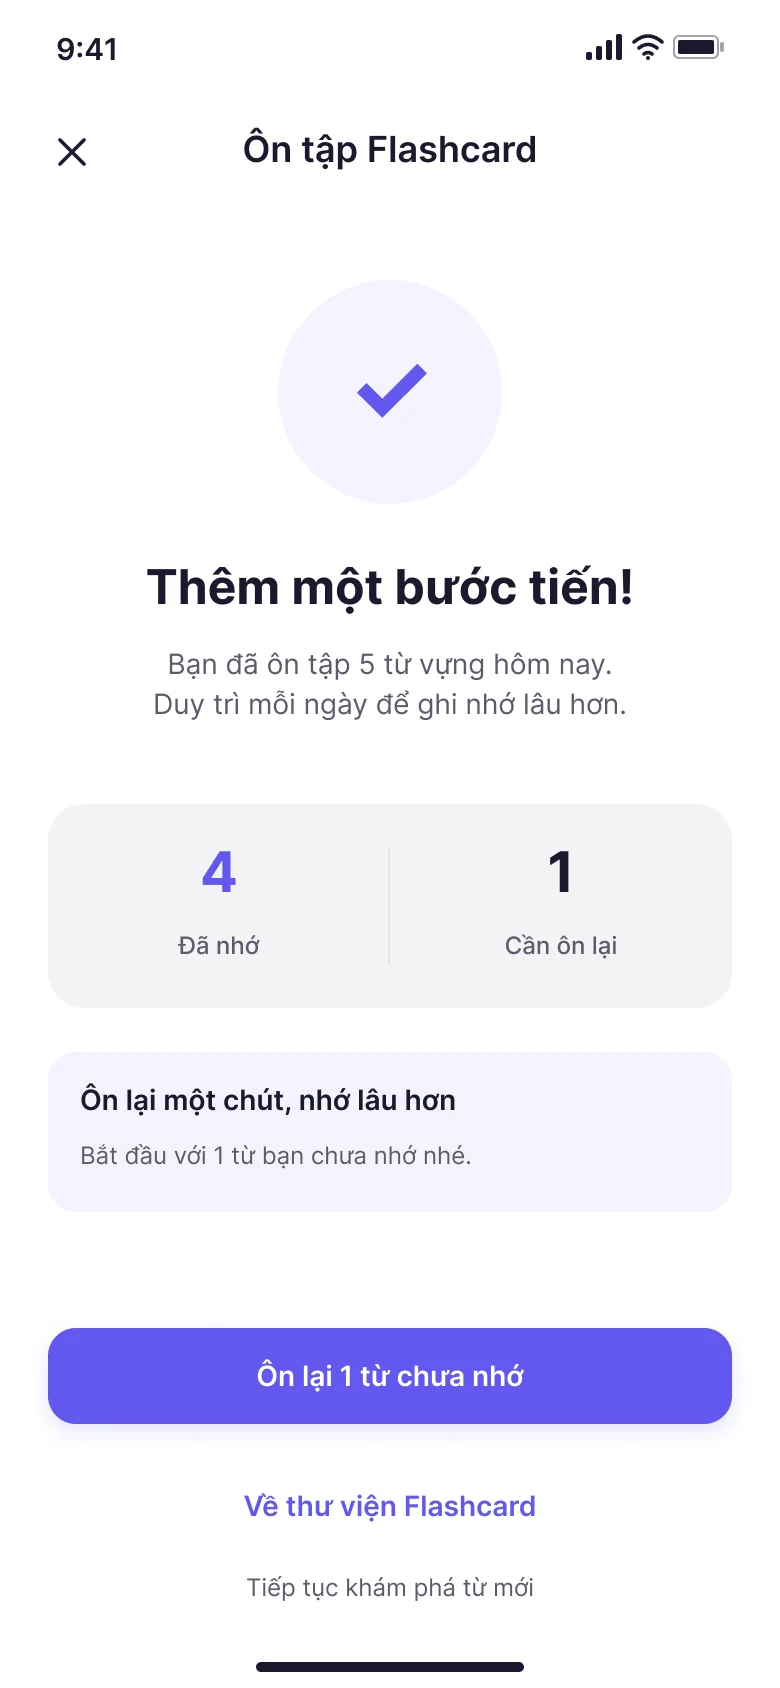 9:41
Ôn tập Flashcard
Thêm một bước tiến!
Bạn đã ôn tập 5 từ vựng hôm nay.
Duy trì mỗi ngày để ghi nhớ lâu hơn.
4
Đã nhớ
1
Cần ôn lại
Ôn lại một chút, nhớ lâu hơn
Bắt đầu với 1 từ bạn chưa nhớ nhé.
Ôn lại 1 từ chưa nhớ
Về thư viện Flashcard
Tiếp tục khám phá từ mới